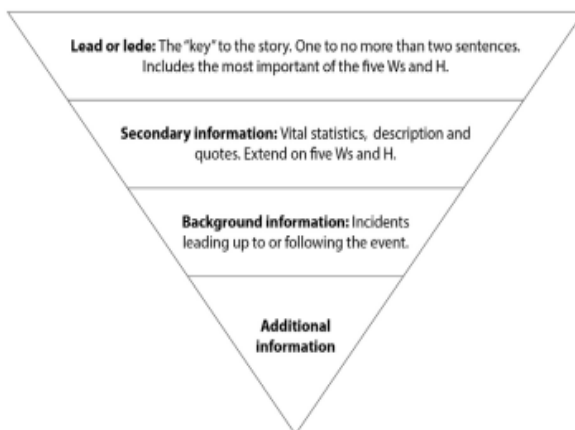 Lead or lede: The "key" to the story. One to no more than two sentences.
Includes the most important of the five Ws and H.
Secondary information: Vital statistics, description and
quotes. Extend on five Ws and H.
Background information: Incidents
leading up to or following the event.
Additional
information